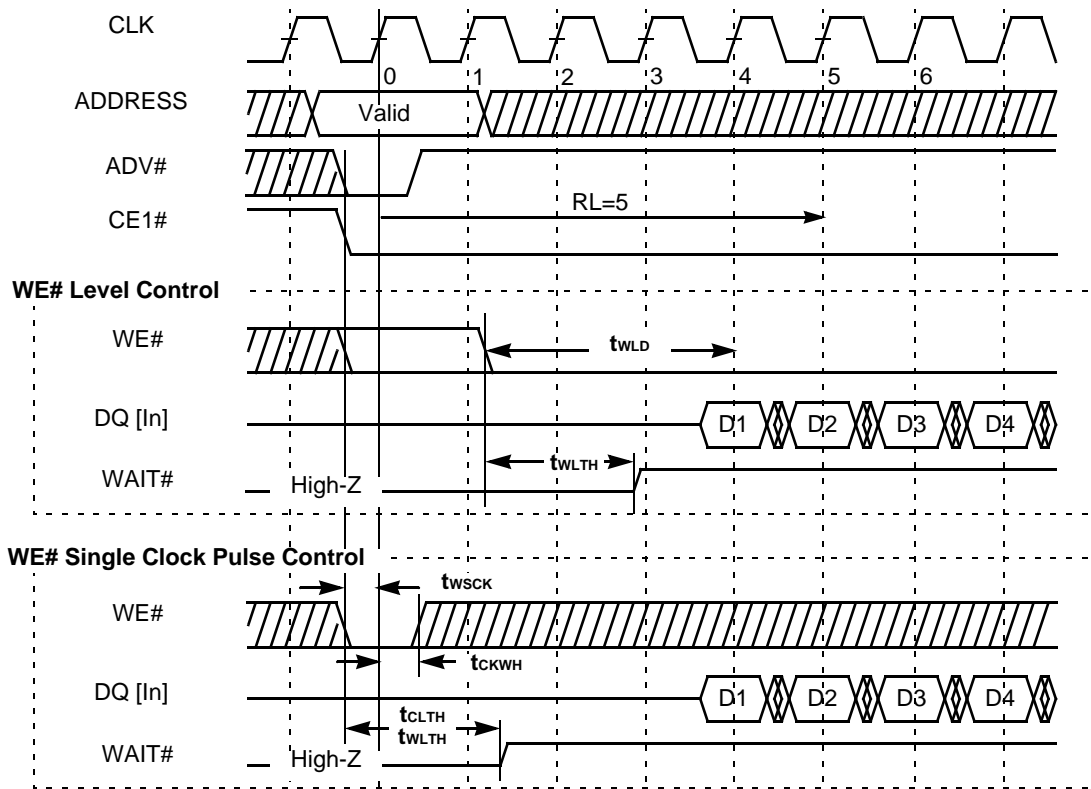 CLK
0 1 2 3 4 5 6
ADDRESS
Valid
ADV#
RL=5
CE1#
WE# Level Control
WE#
tWLD
DQ [In]
D1 D2 D3 D4
tWLTH
WAIT#
High-Z
WE# Single Clock Pulse Control
tWSCK
WE#
tCKWH
DQ [In]
D1 D2 D3 D4
tCLTH
tWLTH
WAIT#
High-Z